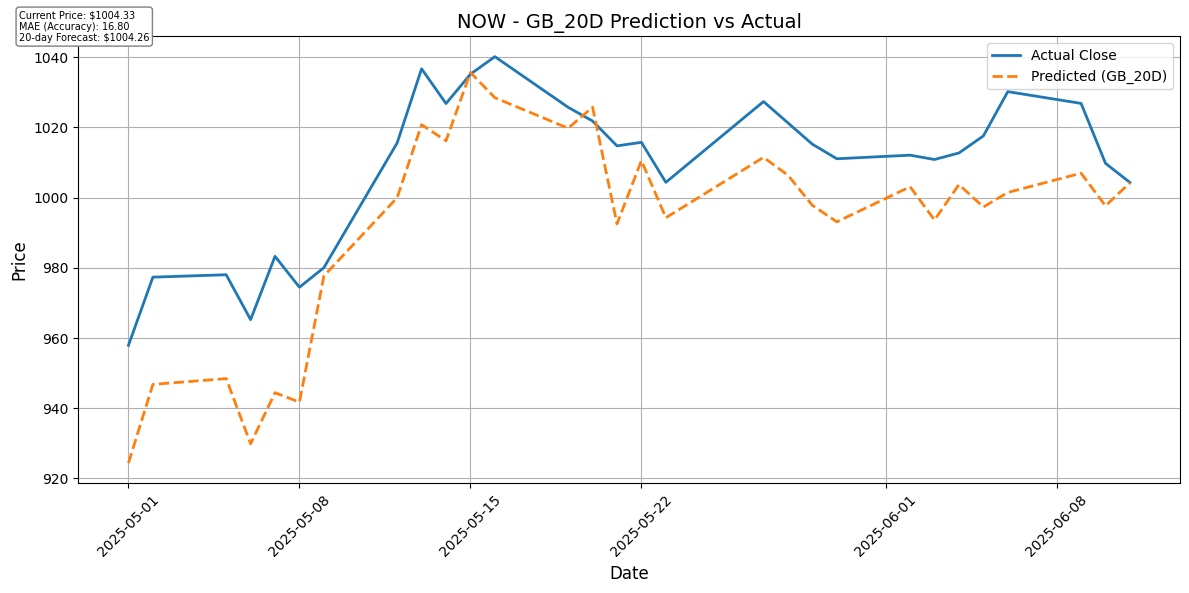 Current Price: $1004.33
MAE (Accuracy): 16.80
20-day Forecast: $1004.26
NOW - GB_20D Prediction vs Actual
Actual Close
Predicted (GB_20D)
Price
1040
1020
1000
980
960
940
920
2025-05-01
2025-05-08
2025-05-15
2025-05-22
2025-06-01
2025-06-08
Date